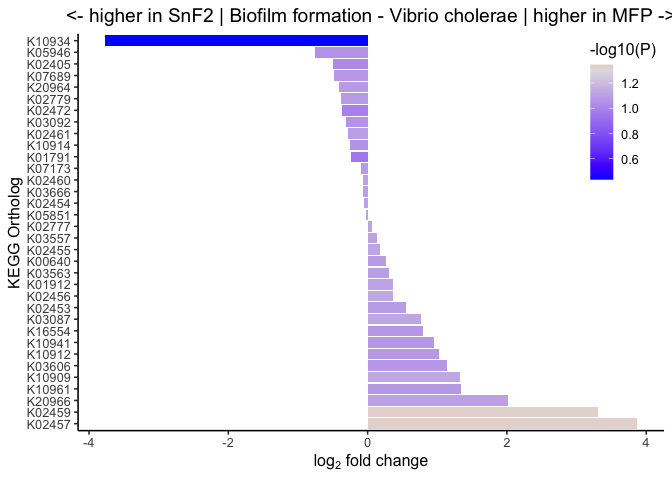 <- higher in SnF2 | Biofilm formation - Vibrio cholerae | higher in MFP ->
K10934
K05946
K02405
K07689
K20964
K02779
K02472
K03092
K02461
K10914
K01791
K07173
K02460
K03666
K02454
K05851
K02777
K03557
K02455
K00640
K03563
K01912
K02456
K02453
K03087
K16554
K10941
K10912
K03606
K10909
K10961
K20966
K02459
K02457
KEGG Ortholog
-log10(P)
1.2
1.0
0.8
0.6
-4 -2 0 2 4
log2 fold change